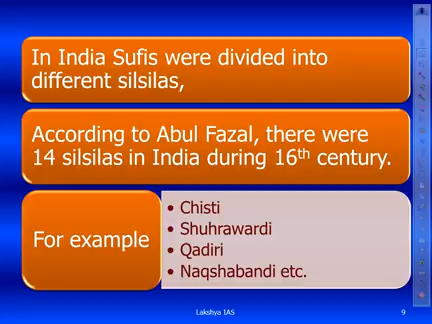 In India Sufis were divided into
different silsilas,
According to Abul Fazal, there were
14 silsilas in India during 16th century.
For example
• Chisti
• Shuhrawardi
• Qadiri
• Naqshabandi etc.
Lakshya IAS
9